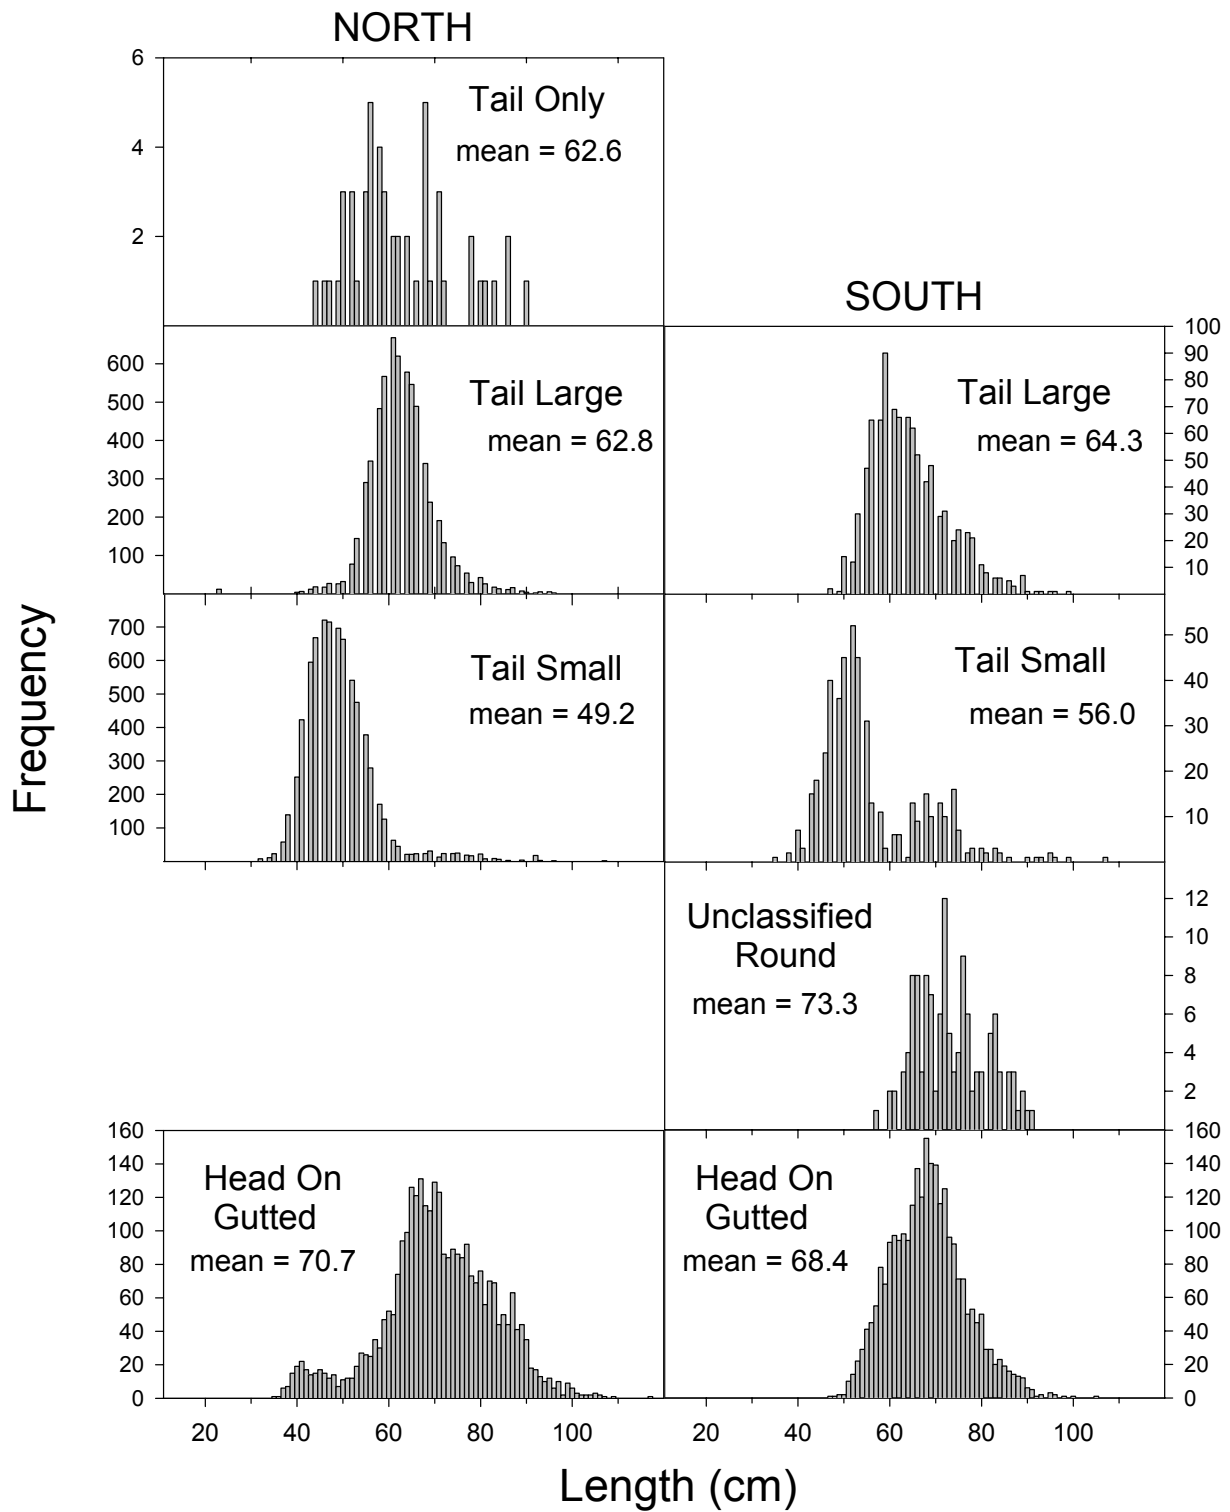 NORTH
6
4
2
Tail Only
mean = 62.6
SOUTH
600
500
400
300
200
100
Tail Large
mean = 62.8
Tail Large
mean = 64.3
100
90
80
70
60
50
40
30
20
10
Frequency
700
600
500
400
300
200
100
Tail Small
mean = 49.2
Tail Small
mean = 56.0
50
40
30
20
10
Unclassified
Round
mean = 73.3
12
10
8
6
4
2
160
140
120
100
80
60
40
20
0
Head On
Gutted
mean = 70.7
Head On
Gutted
mean = 68.4
160
140
120
100
80
60
40
20
0
20 40 60 80 100
20 40 60 80 100
Length (cm)